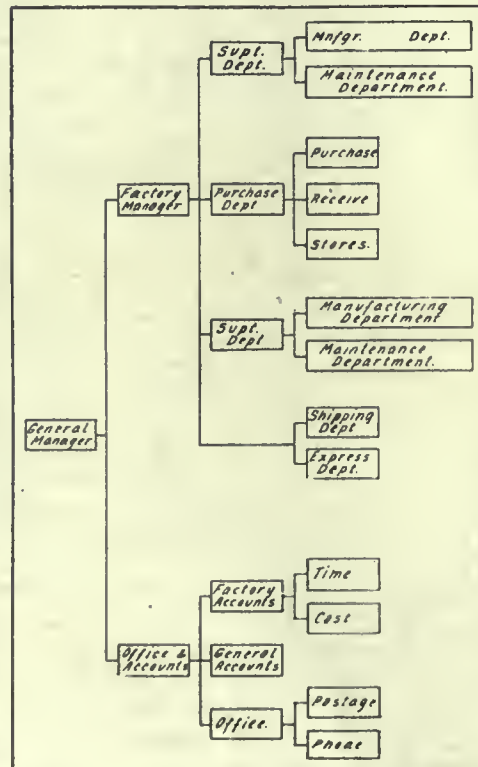 Supt.
Dept.
Mnfgr. Dept.
Maintenance
Department.
Factory
Manager
Purchase
Dept
Purchase
Receive
Stores.
Supt.
Dept
Manufacturing
Department
Maintenance
Department.
General
Manager
Shipping
Dept
Express
Dept.
Office &
Accounts
Factory
Accounts
Time
Cost
General
Accounts
Office.
Postage
Phone